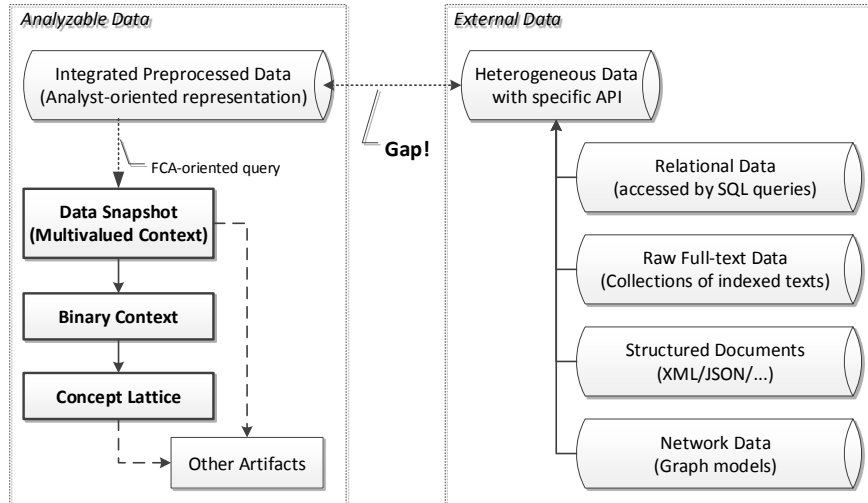 Analyzable Data
Integrated Preprocessed Data
(Analyst-oriented representation)
FCA-oriented query
Data Snapshot
(Multivalued Context)
Binary Context
Concept Lattice
Other Artifacts
Gap!
External Data
Heterogeneous Data
with specific API
Relational Data
(accessed by SQL queries)
Raw Full-text Data
(Collections of indexed texts)
Structured Documents
(XML/JSON/...)
Network Data
(Graph models)